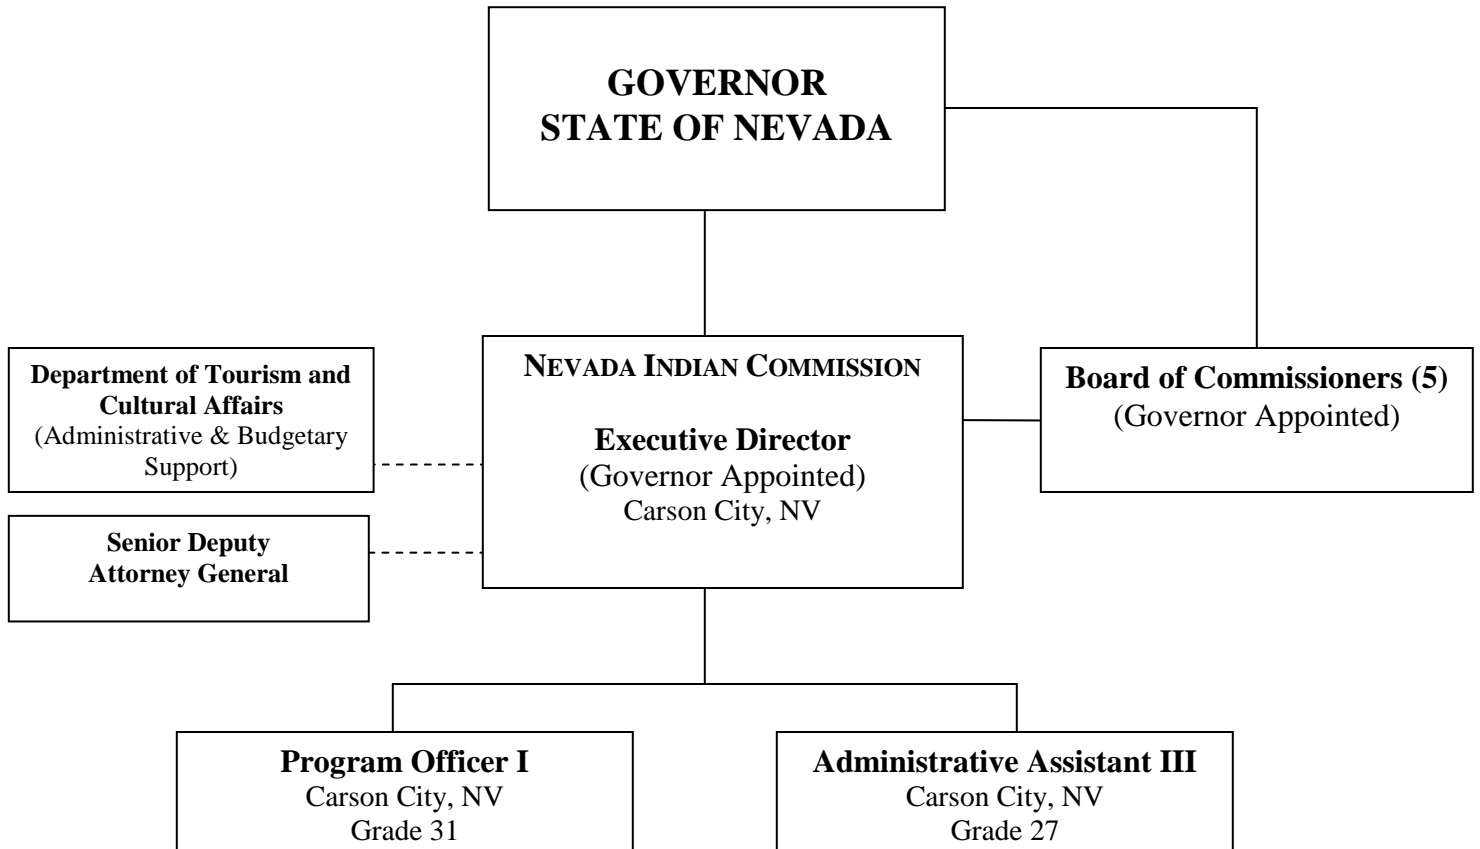 GOVERNOR
STATE OF NEVADA
Department of Tourism and
Cultural Affairs
(Administrative & Budgetary
Support)
Senior Deputy
Attorney General
NEVADA INDIAN COMMISSION
Executive Director
(Governor Appointed)
Carson City, NV
Board of Commissioners (5)
(Governor Appointed)
Program Officer I
Carson City, NV
Grade 31
Administrative Assistant III
Carson City, NV
Grade 27